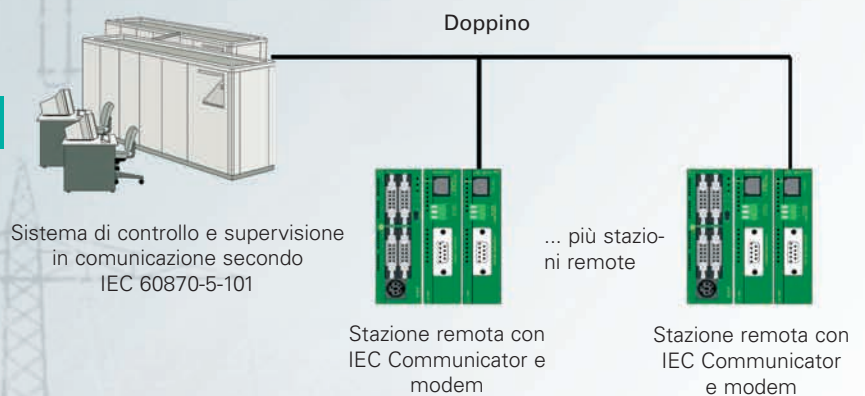 Doppino
Sistema di controllo e supervisione
in comunicazione secondo
IEC 60870-5-101
... più stazio-
ni remote
Stazione remota con
IEC Communicator e
modem
Stazione remota con
IEC Communicator
e modem